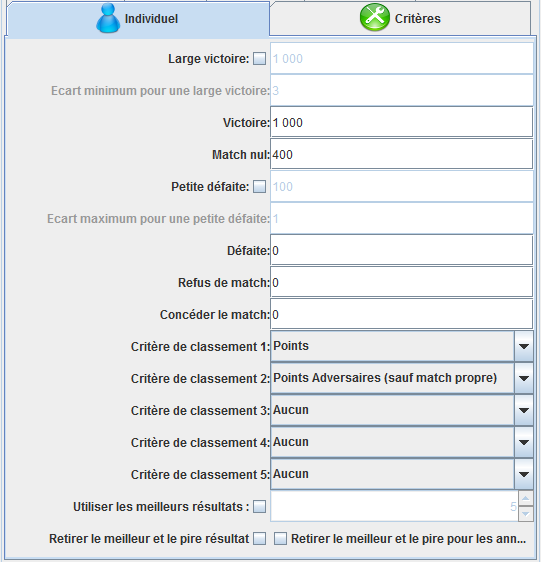 Individuel Critères
Large victoire: 1 000
Ecart minimum pour une large victoire: 3
Victoire: 1 000
Match nul: 400
Petite défaite: 100
Ecart maximum pour une petite défaite: 1
Défaite: 0
Refus de match: 0
Concéder le match: 0
Critère de classement 1: Points
Critère de classement 2: Points Adversaires (sauf match propre)
Critère de classement 3: Aucun
Critère de classement 4: Aucun
Critère de classement 5: Aucun
Utiliser les meilleurs résultats : 5
Retirer le meilleur et le pire résultat Retirer le meilleur et le pire pour les ann...